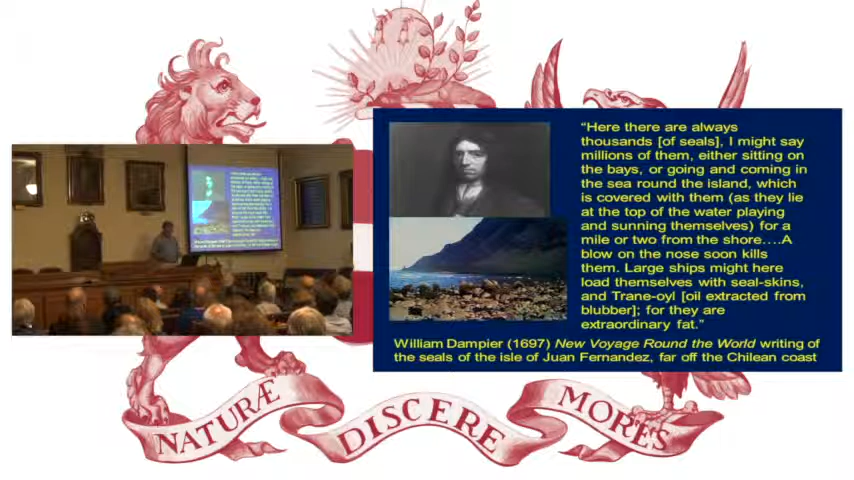 “Here there are always
thousands [of seals], I might say
millions of them, either sitting on
the bays, or going and coming in
the sea round the island, which
is covered with them (as they lie
at the top of the water playing
and sunning themselves) for a
mile or two from the shore....A
blow on the nose soon kills
them. Large ships might here
load themselves with seal-skins,
and Trane-oyl [oil extracted from
blubber]; for they are
extraordinary fat.”
William Dampier (1697) New Voyage Round the World writing of
the seals of the isle of Juan Fernandez, far off the Chilean coast
NATURÆ DISCERE MORES